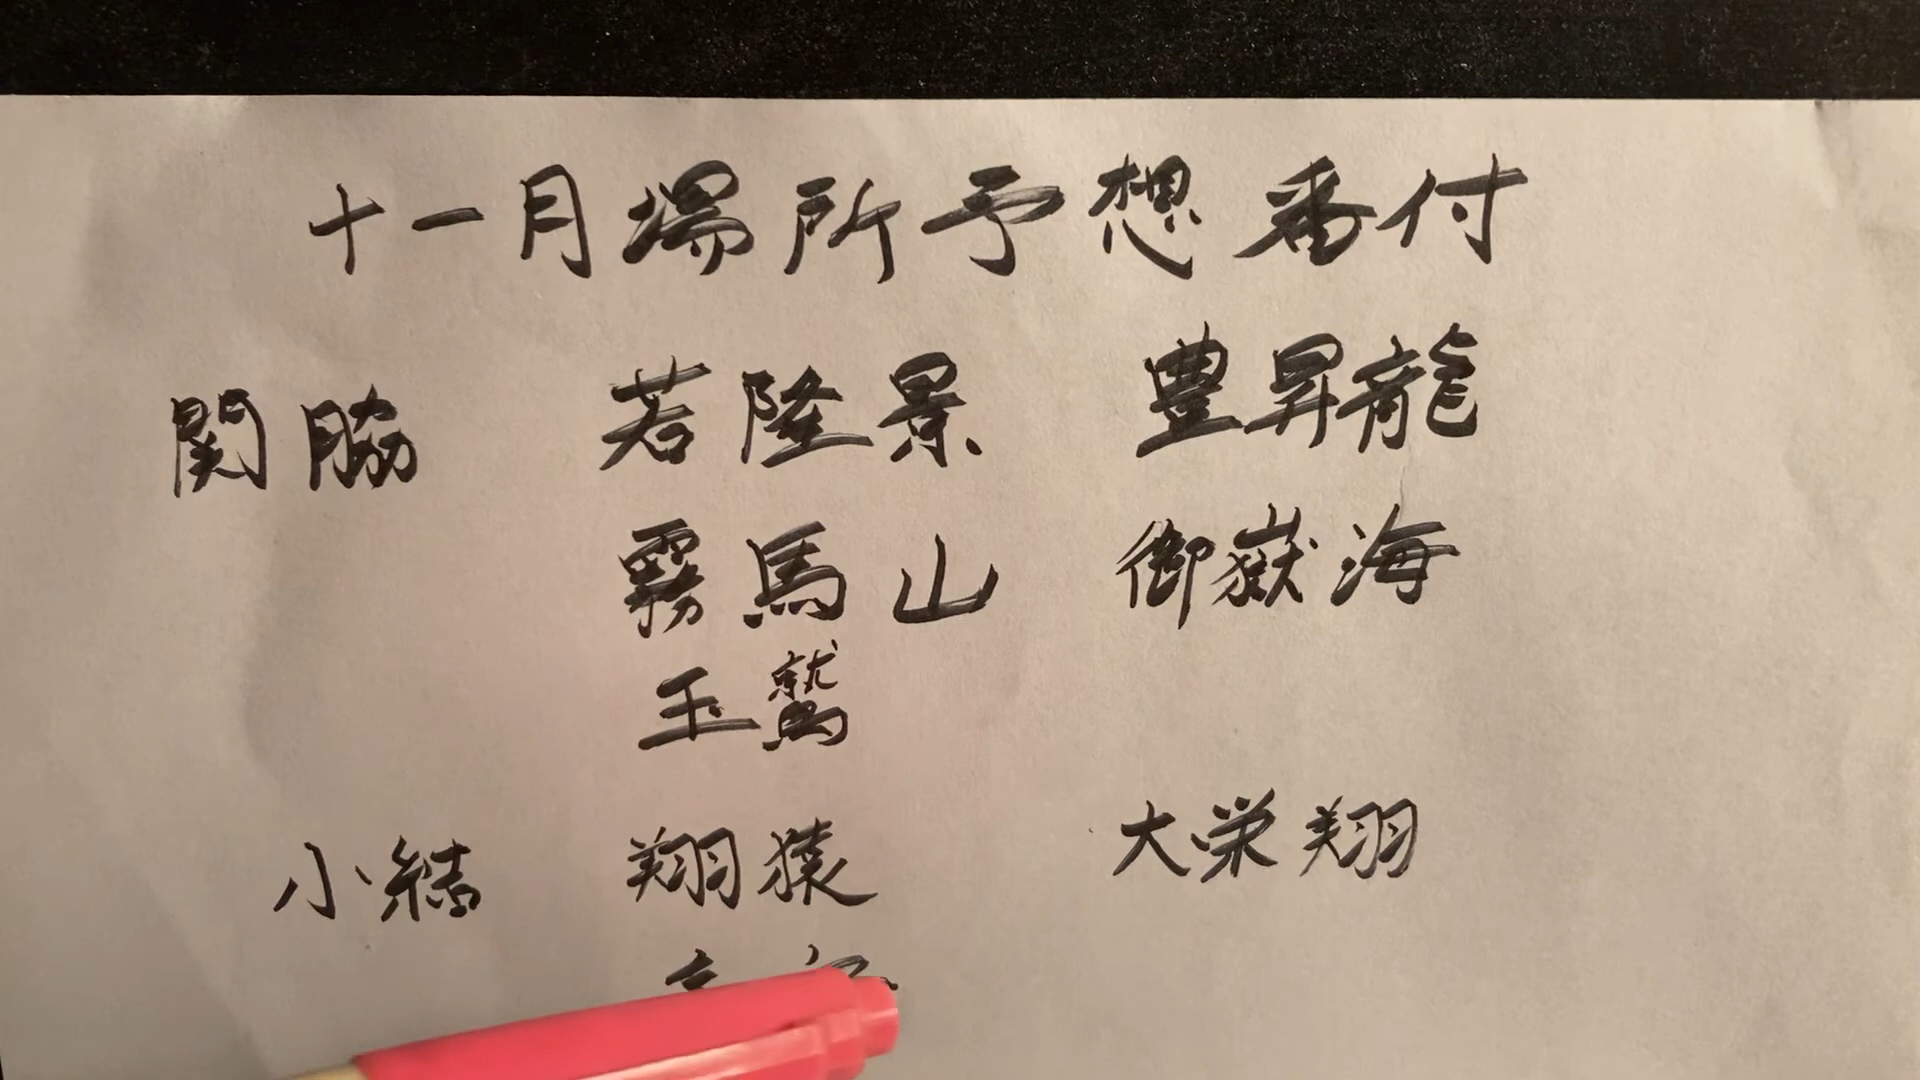 十一月場所予想番付
関脇 若隆景 豊昇龍
霧馬山 御嶽海
玉鷲
小結 翔猿 大栄翔